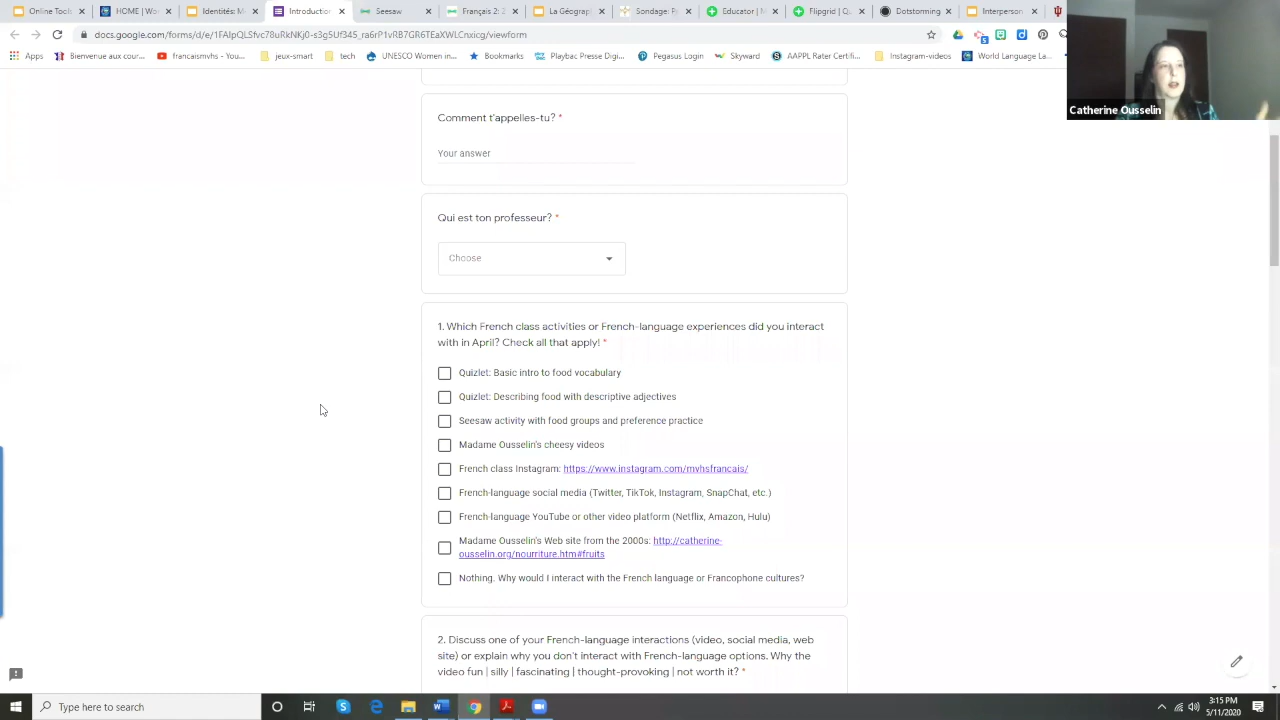 Online Tools
HOME | Wo
Identités: M
Introduction
Seesaw
Français 2: 2
La Géograph
Sondage: Fo
Educator | M
Flipgrid | Qu
Dotstorming
Interperson
docs.google.com/forms/d/e/1FAIpQLSfvc78uRkNKj0-s3g5Uf345_ra6rP1vRB7GR6TEaXWLCnxicg/viewform
Apps
Bienvenue aux cour...
francaismvhs - You...
jeux-smart
tech
UNESCO Women in...
Bookmarks
Playbac Presse Digi...
Pegasus Login
Skyward
AAPPL Rater Certifi...
Instagram-videos
World Language La...
Catherine Ousselin
Comment t'appelles-tu? *
Your answer
Qui est ton professeur? *
Choose
1. Which French class activities or French-language experiences did you interact
with in April? Check all that apply! *
Quizlet: Basic intro to food vocabulary
Quizlet: Describing food with descriptive adjectives
Seesaw activity with food groups and preference practice
Madame Ousselin's cheesy videos
French class Instagram: https://www.instagram.com/mvhsfrancais/
French-language social media (Twitter, TikTok, Instagram, SnapChat, etc.)
French-language YouTube or other video platform (Netflix, Amazon, Hulu)
Madame Ousselin's Web site from the 2000s: http://catherine-
ousselin.org/nourriture.htm#fruits
Nothing. Why would I interact with the French language or Francophone cultures?
2. Discuss one of your French-language interactions (video, social media, web
site) or explain why you don't interact with French-language options. Why the
video fun | silly | fascinating | thought-provoking | not worth it? *
Type here to search
3:15 PM
5/11/2020